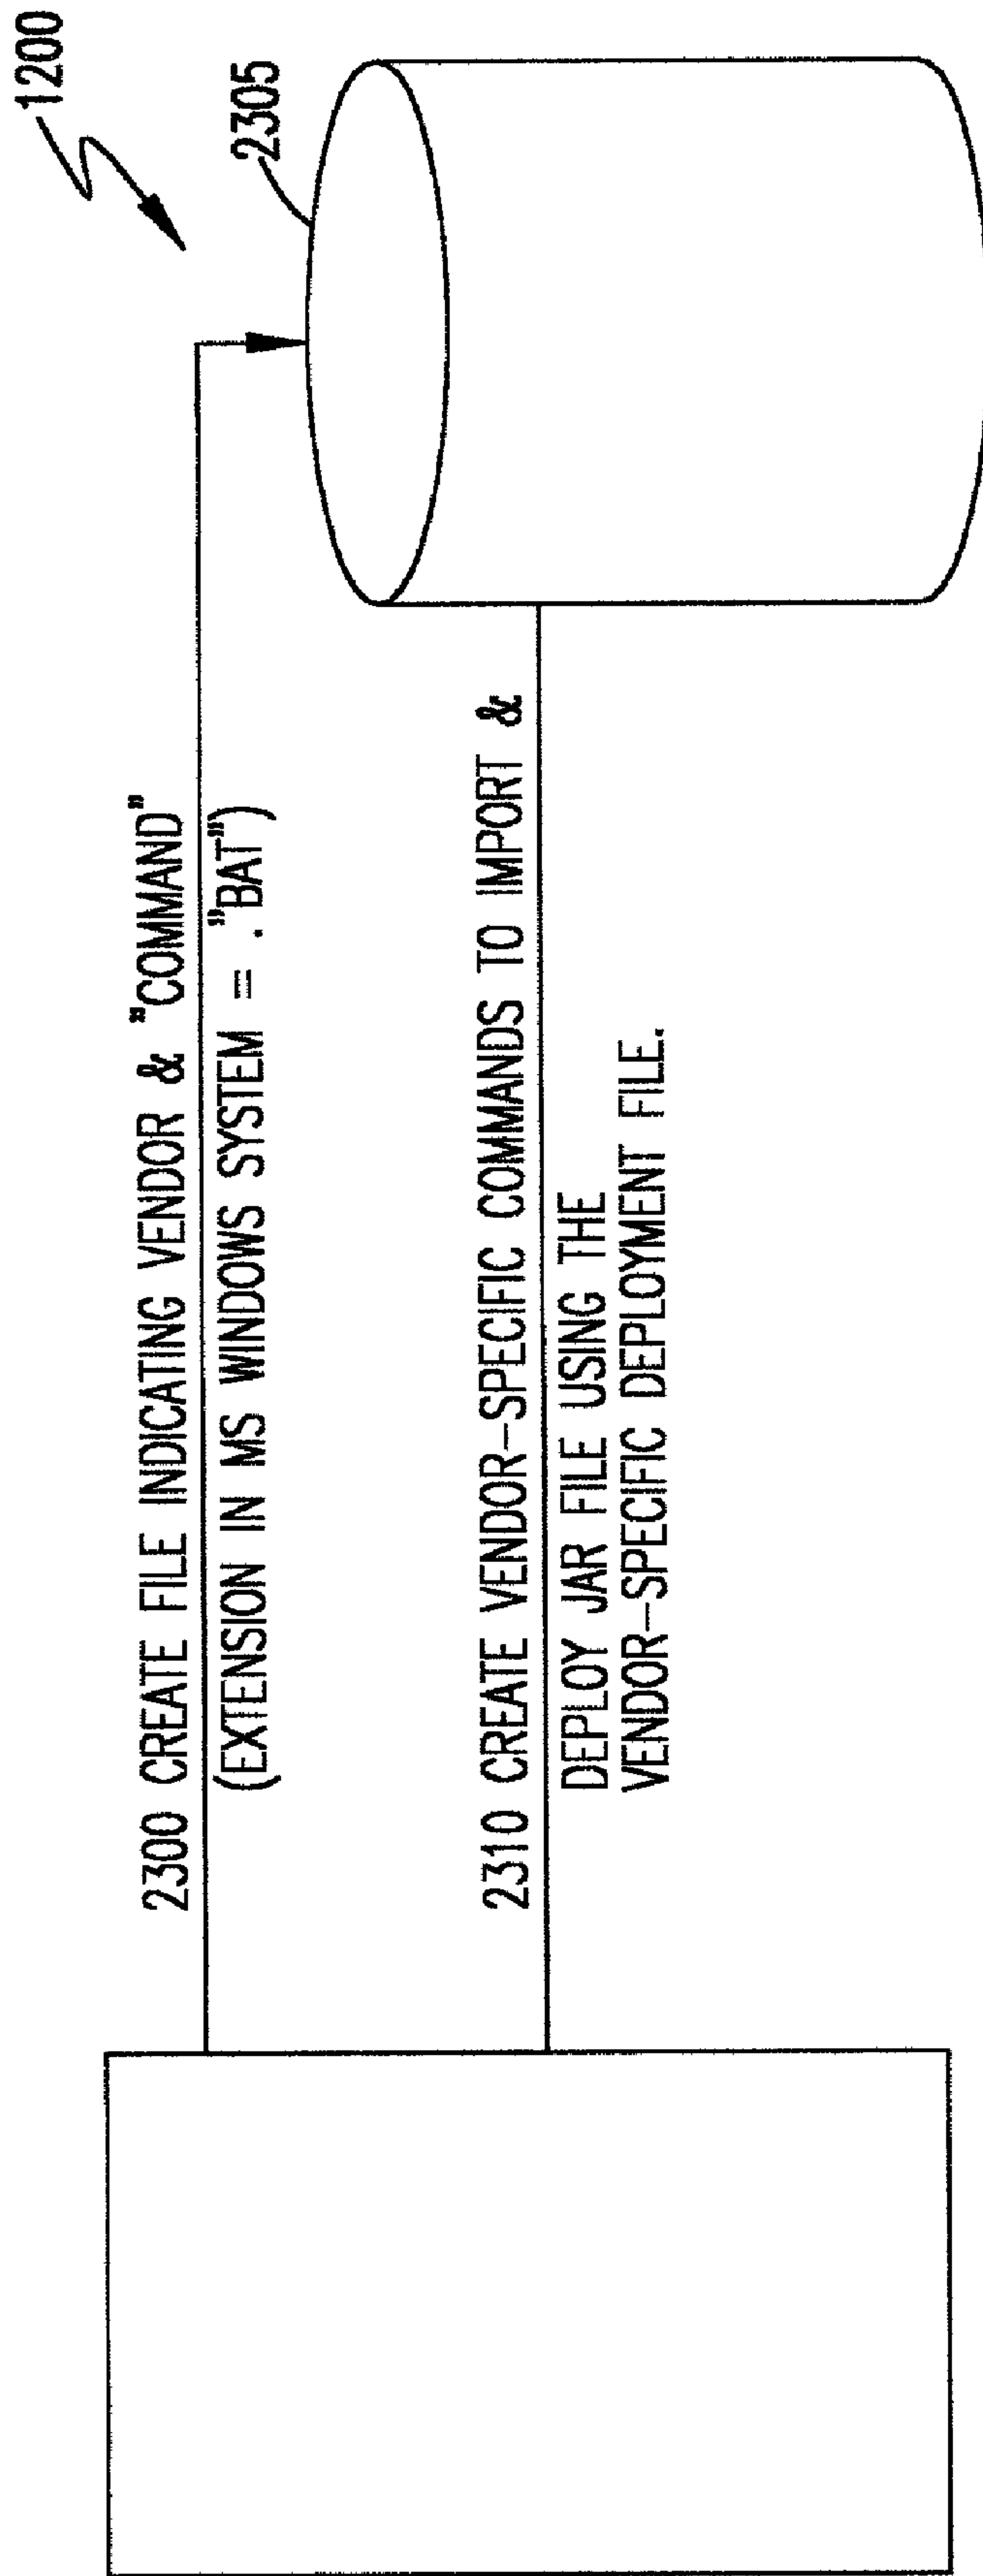 1200
2305
2300 CREATE FILE INDICATING VENDOR & "COMMAND"
(EXTENSION IN MS WINDOWS SYSTEM = ."BAT")
2310 CREATE VENDOR-SPECIFIC COMMANDS TO IMPORT &
DEPLOY JAR FILE USING THE
VENDOR-SPECIFIC DEPLOYMENT FILE.